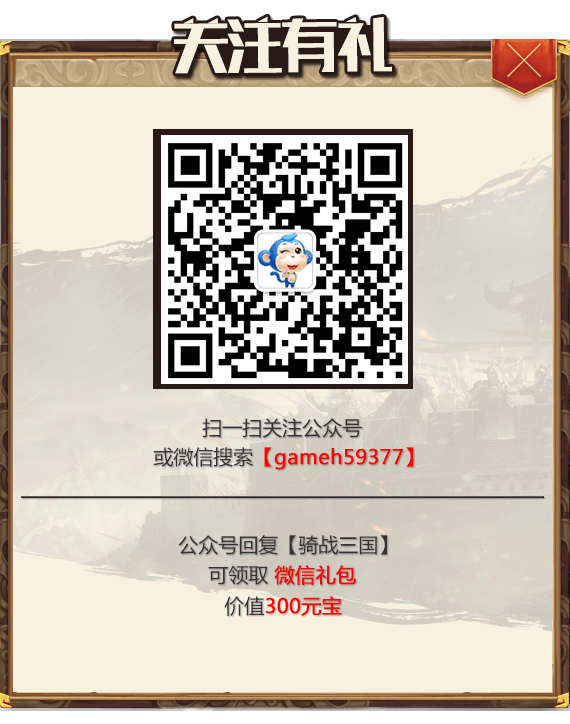 关注有礼
扫一扫关注公众号
或微信搜索【gameh59377】
公众号回复【骑战三国】
可领取 微信礼包
价值300元宝